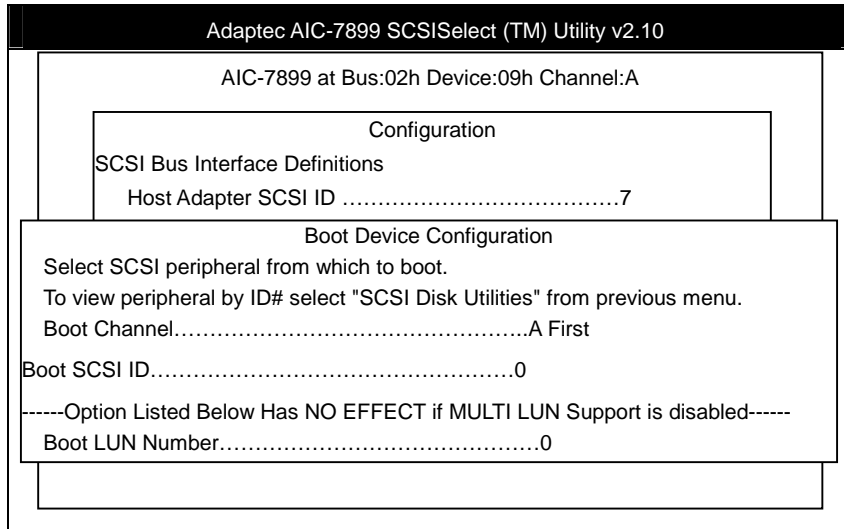 Adaptec AIC-7899 SCSISelect (TM) Utility v2.10
AIC-7899 at Bus:02h Device:09h Channel:A
Configuration
SCSI Bus Interface Definitions
Host Adapter SCSI ID …………………………………7
Boot Device Configuration
Select SCSI peripheral from which to boot.
To view peripheral by ID# select "SCSI Disk Utilities" from previous menu.
Boot Channel…………………………………………..A First
Boot SCSI ID……………………………………………0
------Option Listed Below Has NO EFFECT if MULTI LUN Support is disabled------
Boot LUN Number………………………………………0